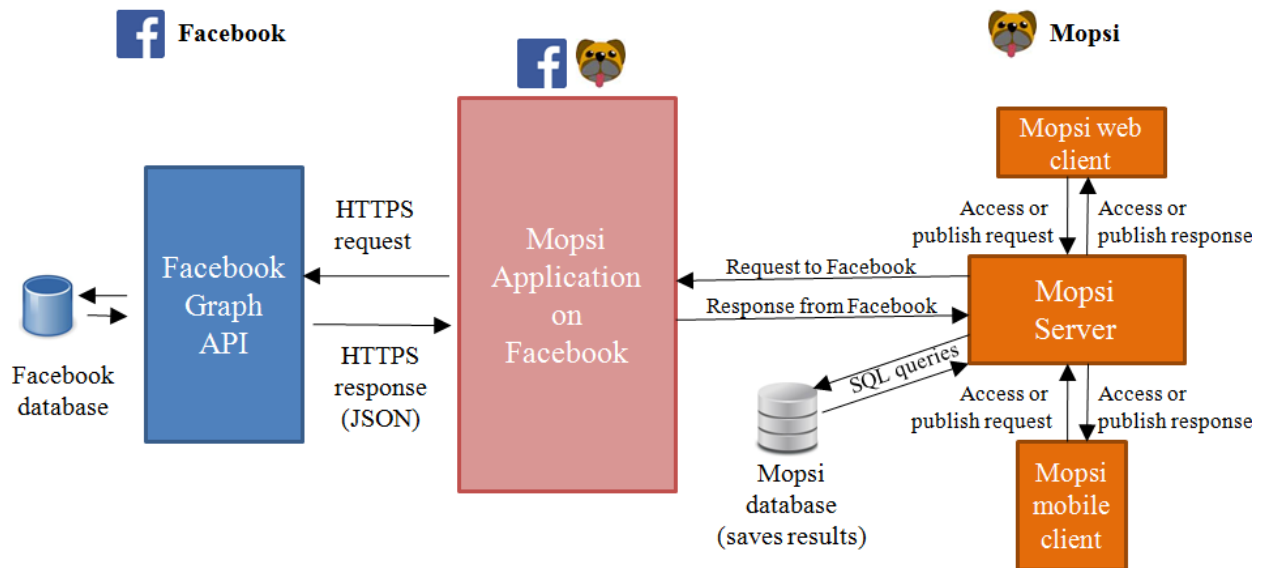 Facebook
Mopsi
Mopsi web
client
Access or
publish request
Access or
publish response
HTTPS
request
Facebook
Graph
API
Mopsi
Application
on
Facebook
Request to Facebook
Response from Facebook
Mopsi
Server
HTTPS
response
(JSON)
Facebook
database
SQL queries
Access or
publish request
Access or
publish response
Mopsi
database
(saves results)
Mopsi
mobile
client